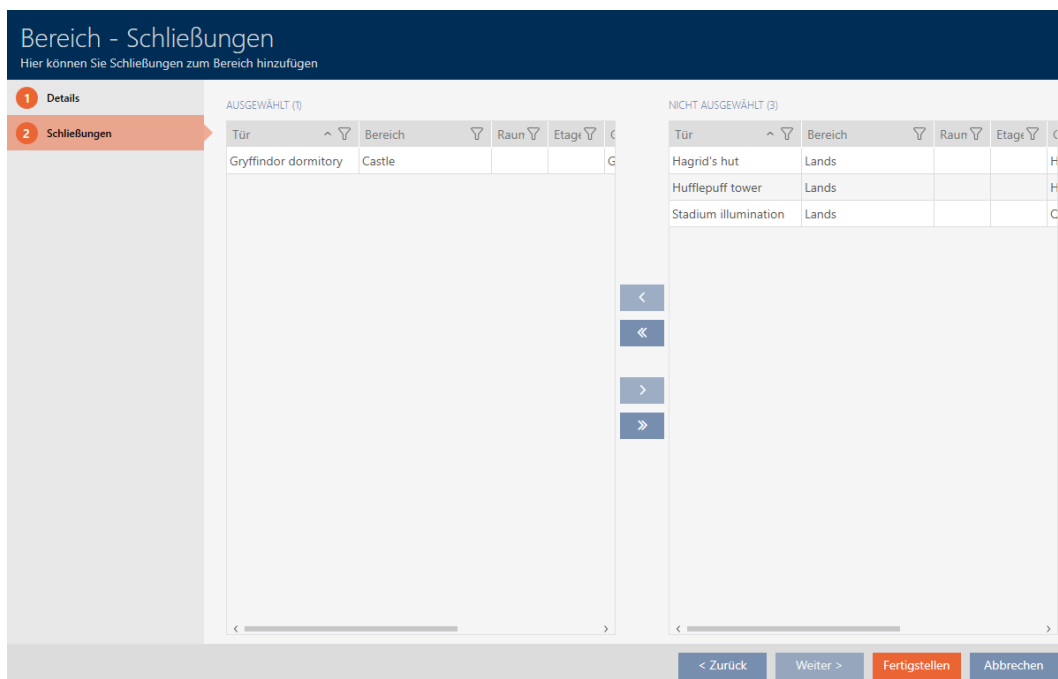 Bereich - Schließungen
Hier können Sie Schließungen zum Bereich hinzufügen
1 Details
2 Schließungen
AUSGEWÄHLT (1)
Tür Bereich Raun Etage
Gryffindor dormitory Castle G
NICHT AUSGEWÄHLT (3)
Tür Bereich Raun Etage
Hagrid's hut Lands H
Hufflepuff tower Lands H
Stadium illumination Lands
< Zurück Weiter > Fertigstellen Abbrechen